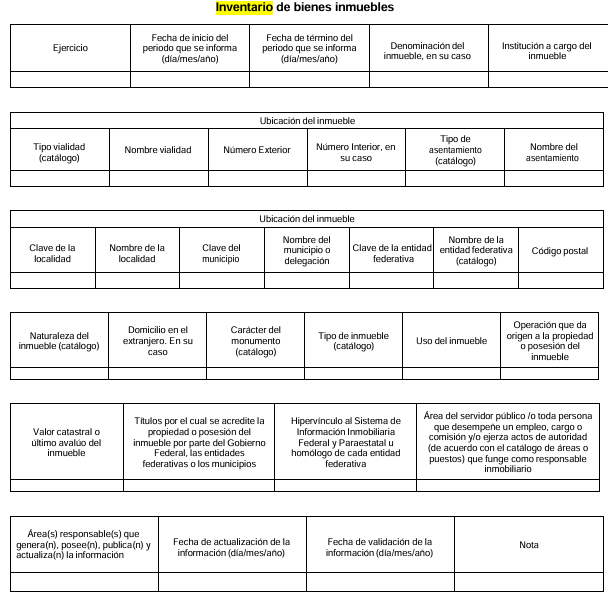 Inventario de bienes inmuebles
Ejercicio
Fecha de inicio del
periodo que se informa
(día/mes/año)
Fecha de término del
periodo que se informa
(día/mes/año)
Denominación del
inmueble, en su caso
Institución a cargo del
inmueble
Ubicación del inmueble
Tipo vialidad
(catálogo)
Nombre vialidad
Número Exterior
Número Interior, en
su caso
Tipo de
asentamiento
(catálogo)
Nombre del
asentamiento
Ubicación del inmueble
Clave de la
localidad
Nombre de la
localidad
Clave del
municipio
Nombre del
municipio o
delegación
Clave de la entidad
federativa
Nombre de la
entidad federativa
(catálogo)
Código postal
Naturaleza del
inmueble (catálogo)
Domicilio en el
extranjero. En su
caso
Carácter del
monumento
(catálogo)
Tipo de inmueble
(catálogo)
Uso del inmueble
Operación que da
origen a la propiedad
o posesión del
inmueble
Valor catastral o
último avalúo del
inmueble
Títulos por el cual se acredite la
propiedad o posesión del
inmueble por parte del Gobierno
Federal, las entidades
federativas o los municipios
Hipervínculo al Sistema de
Información Inmobiliaria
Federal y Paraestatal u
homólogo de cada entidad
federativa
Área del servidor público /o toda persona
que desempeñe un empleo, cargo o
comisión y/o ejerza actos de autoridad
(de acuerdo con el catálogo de áreas o
puestos) que funge como responsable
inmobiliario
Área(s) responsable(s) que
genera(n), posee(n), publica(n) y
actualiza(n) la información
Fecha de actualización de la
información (día/mes/año)
Fecha de validación de la
información (día/mes/año)
Nota